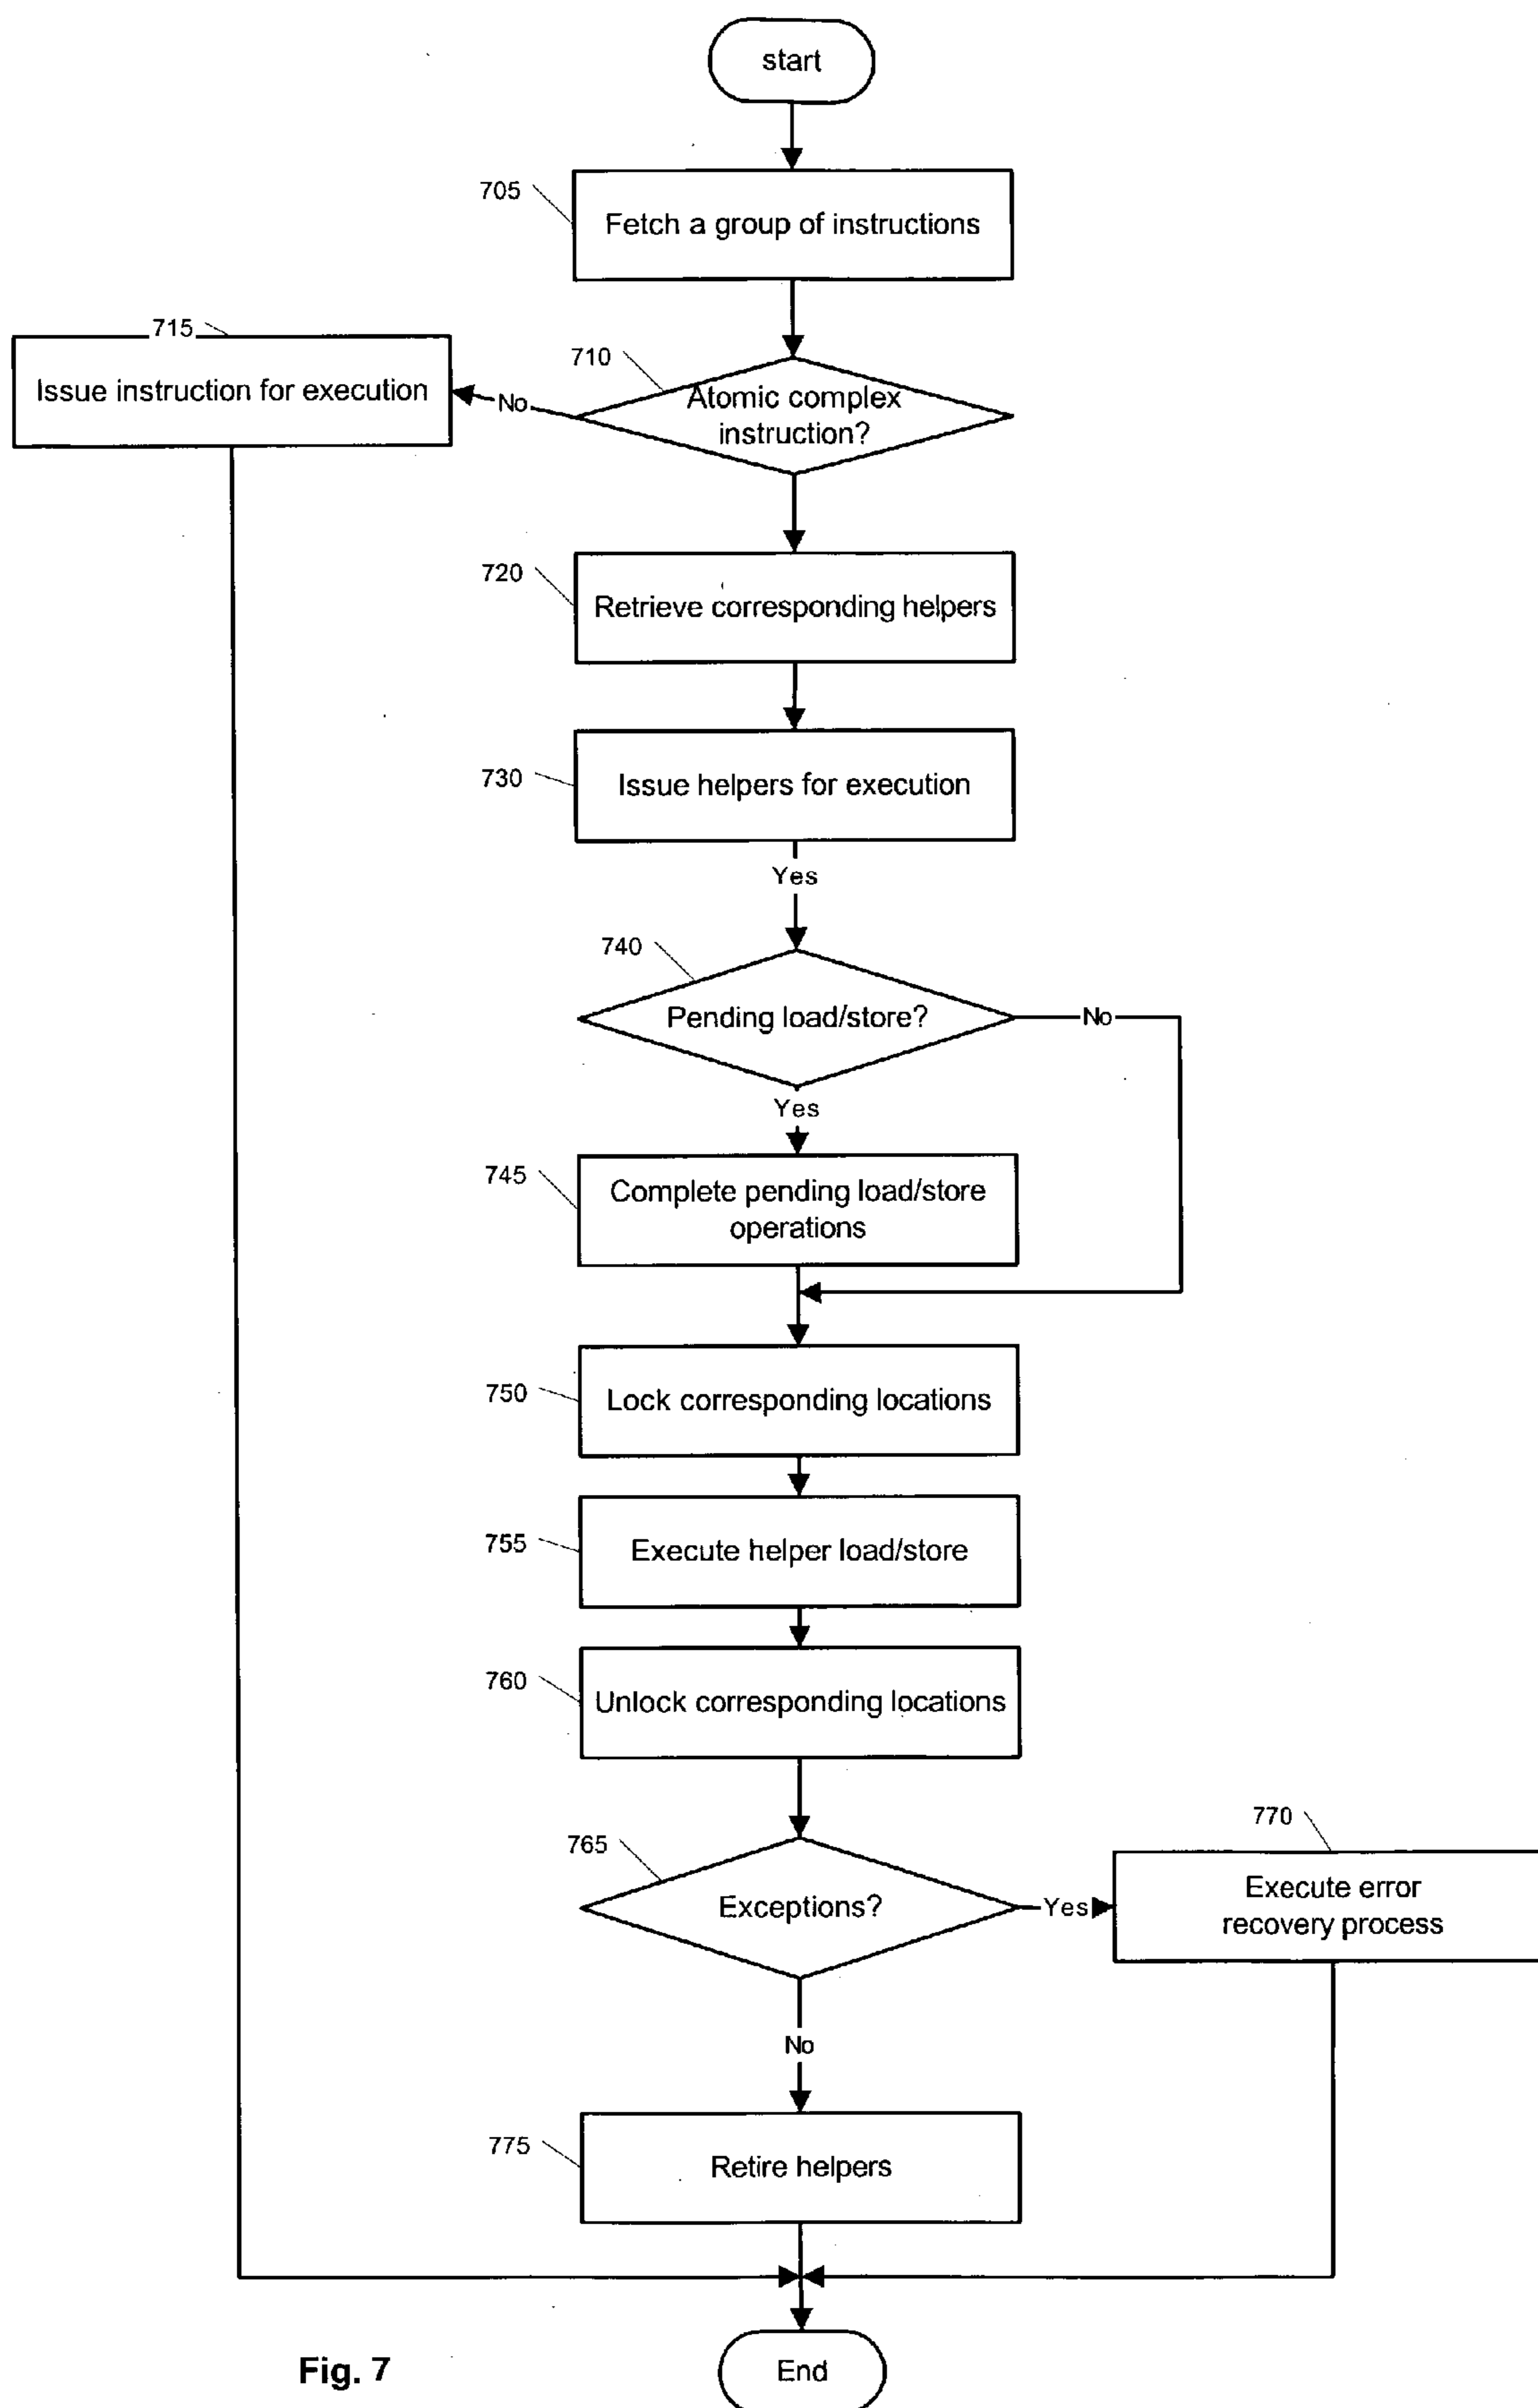 start
705
Fetch a group of instructions
715
Issue instruction for execution
No
710
Atomic complex
instruction?
720
Retrieve corresponding helpers
730
Issue helpers for execution
Yes
740
Pending load/store?
No
Yes
745
Complete pending load/store
operations
750
Lock corresponding locations
755
Execute helper load/store
760
Unlock corresponding locations
765
Exceptions?
Yes
770
Execute error
recovery process
No
775
Retire helpers
End
Fig. 7